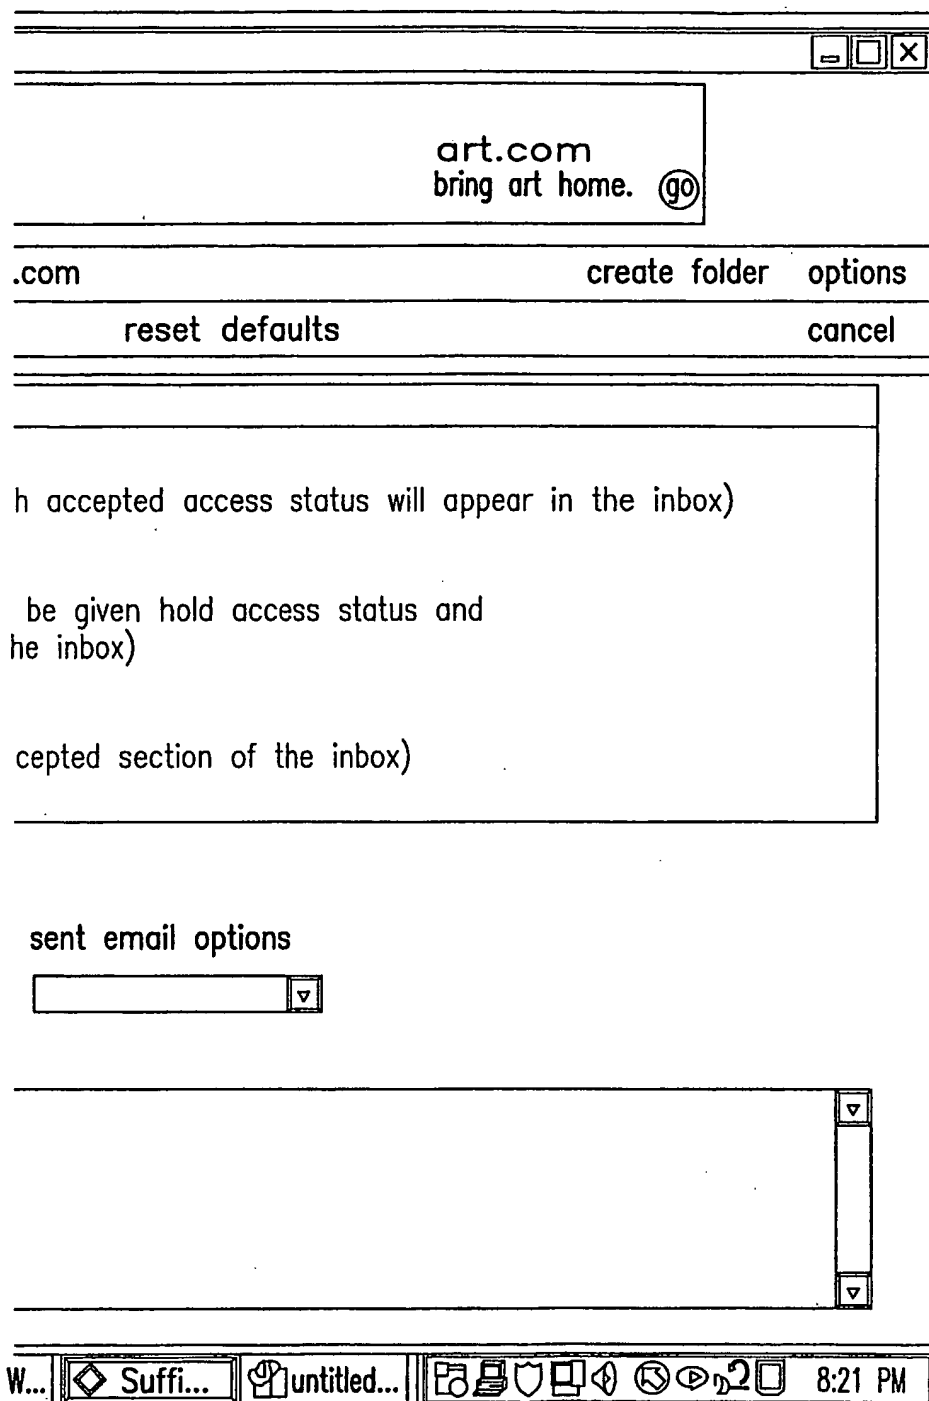 art.com
bring art home. go
.com create folder options
reset defaults cancel
h accepted access status will appear in the inbox)
be given hold access status and
he inbox)
cepted section of the inbox)
sent email options
W... Suffi... untitled... 8:21 PM